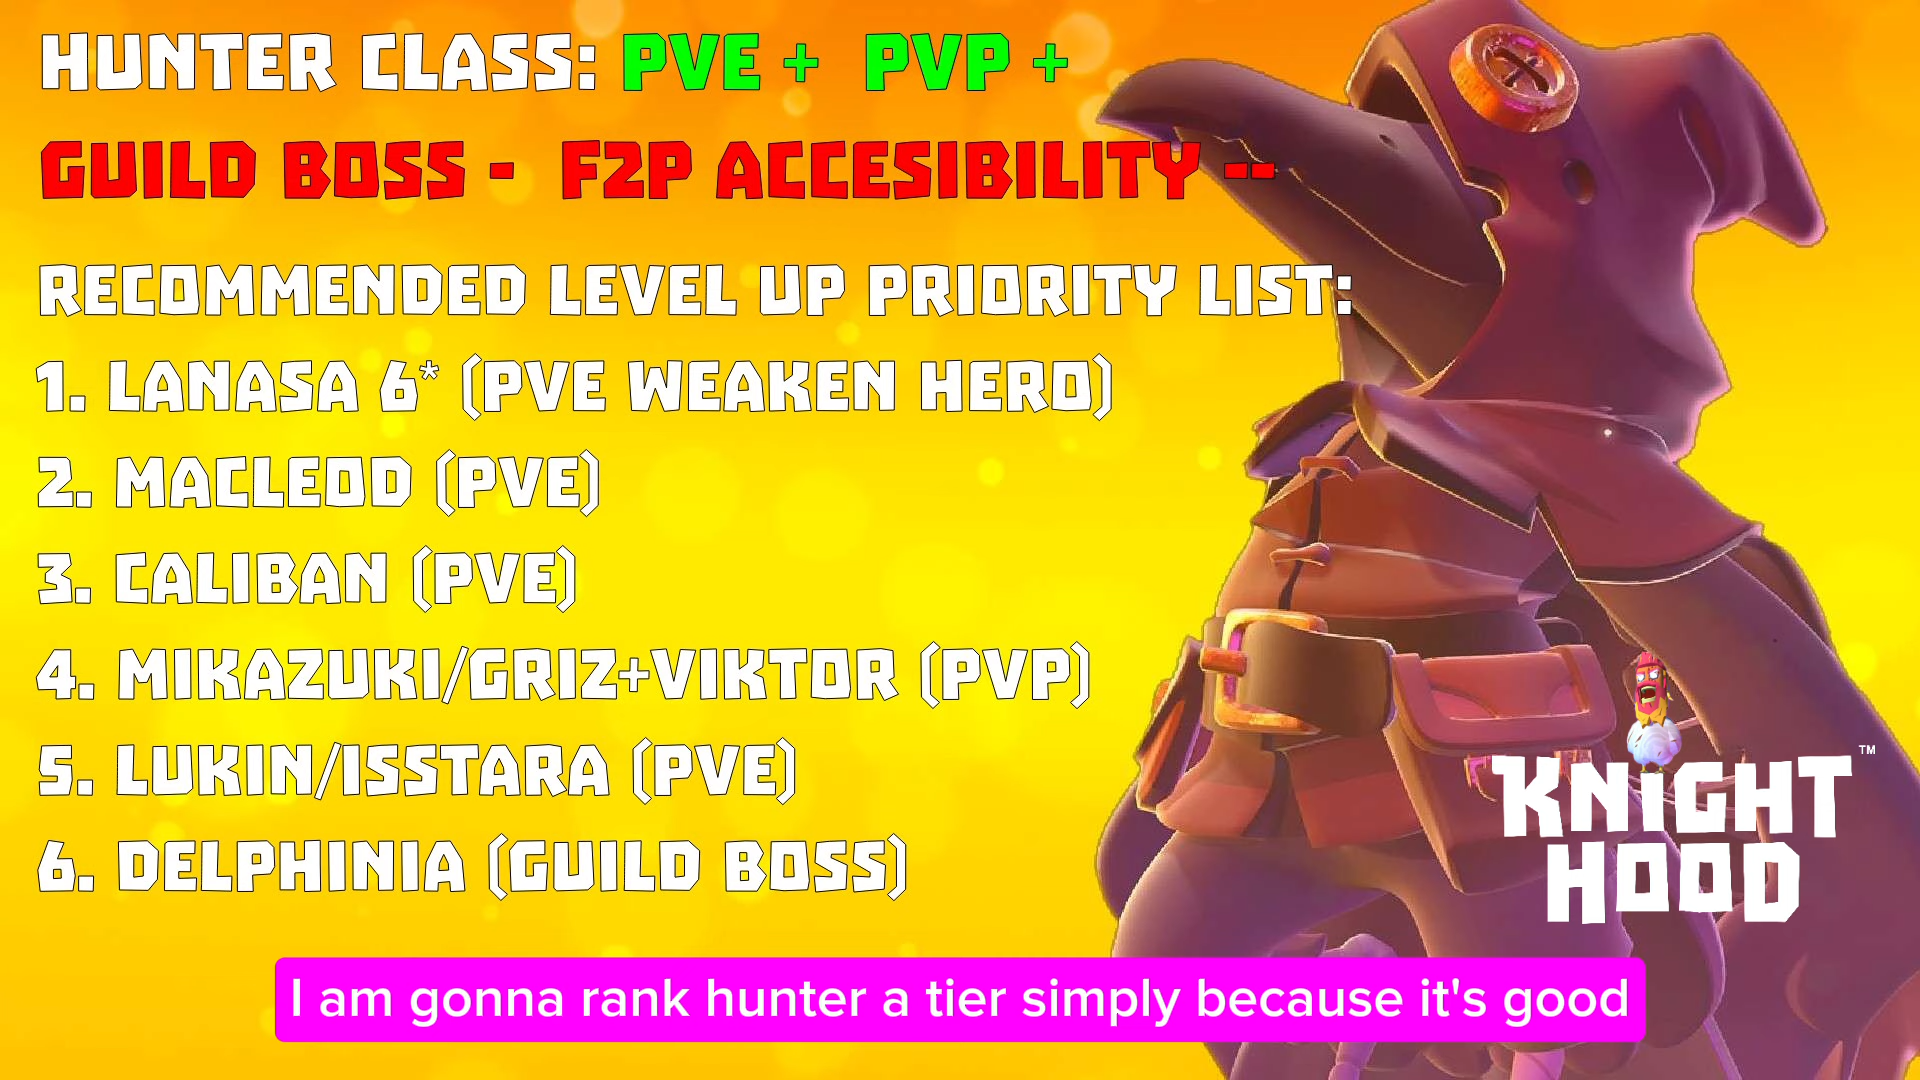 HUNTER CLASS: PVE + PVP +
GUILD BOSS - F2P ACCESIBILITY --
RECOMMENDED LEVEL UP PRIORITY LIST:
1. LANASA 6* (PVE WEAKEN HERO)
2. MACLEOD (PVE)
3. CALIBAN (PVE)
4. MIKAZUKI/GRIZ+VIKTOR (PVP)
5. LUKIN/ISSTARA (PVE)
6. DELPHINIA (GUILD BOSS)
KNIGHT™
HOOD
I am gonna rank hunter a tier simply because it's good